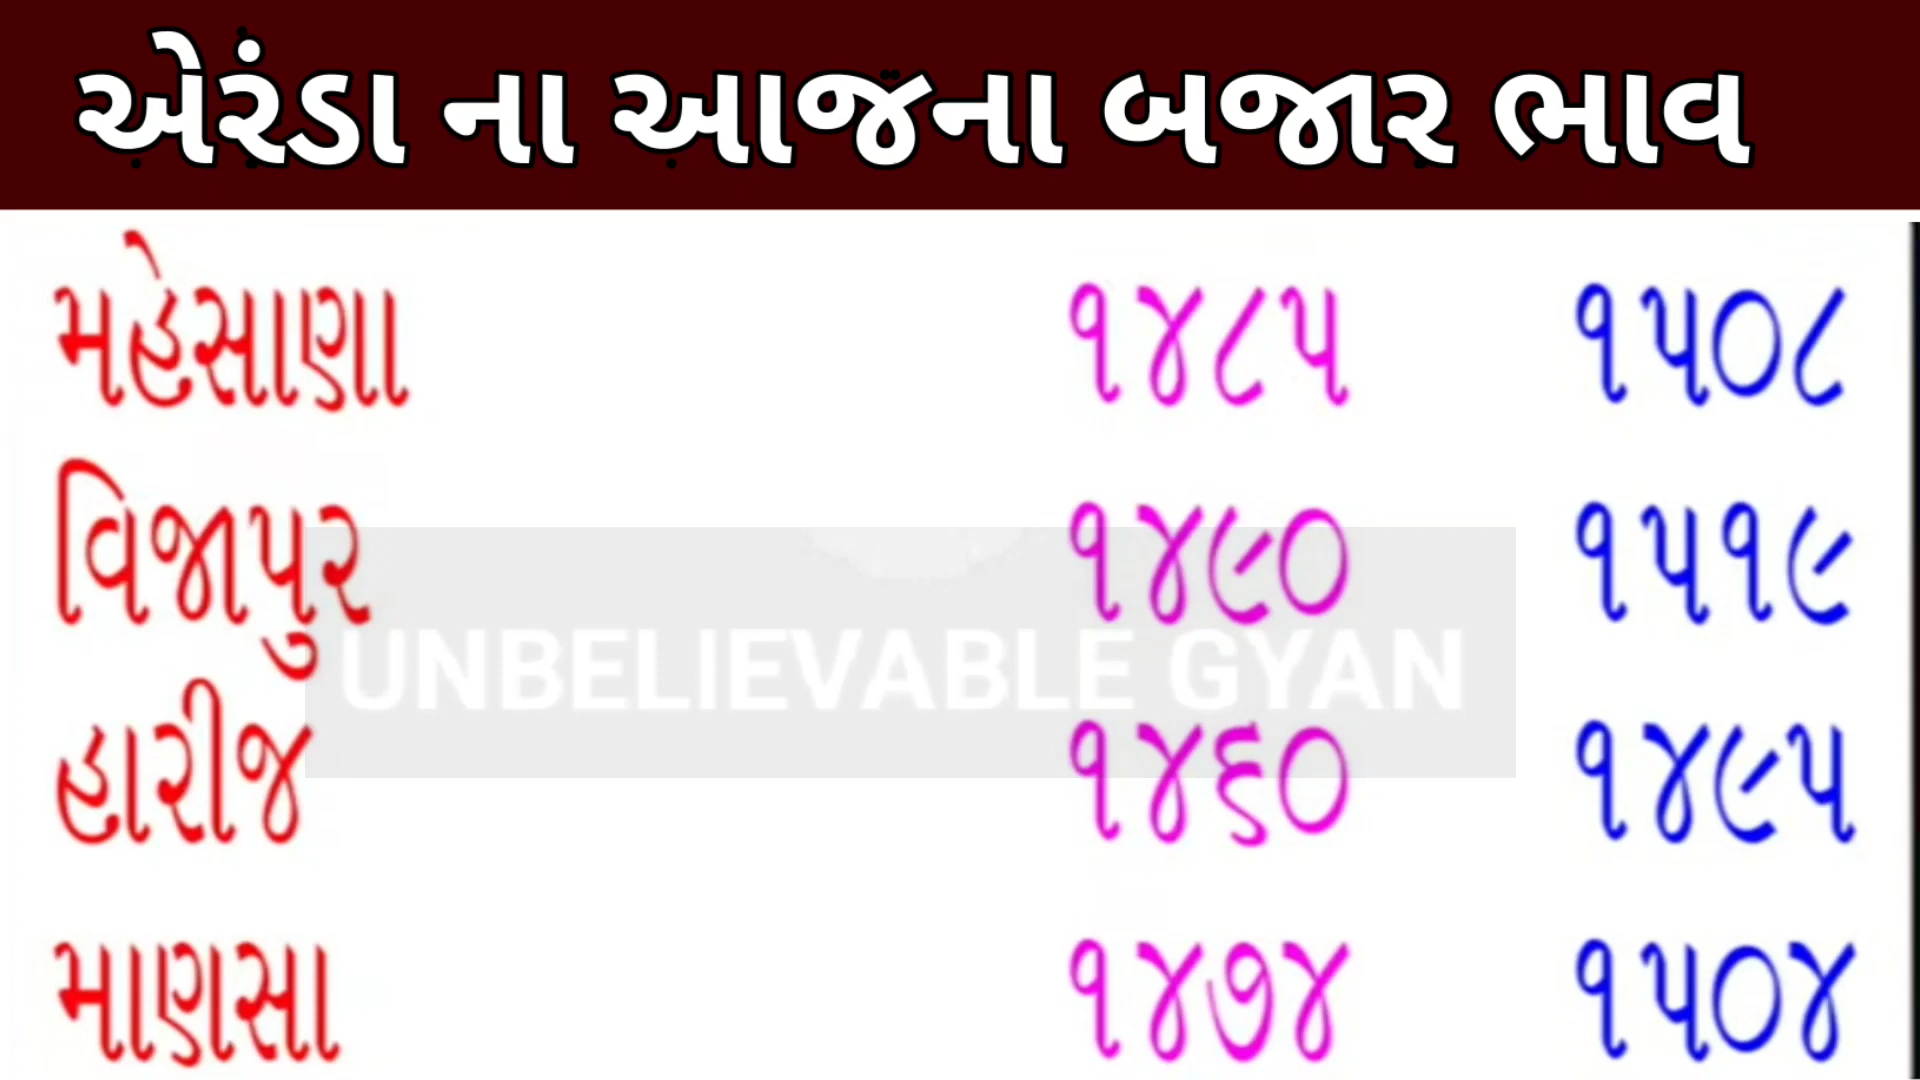 એરંડા ના આજના બજાર ભાવ
મહેસાણા ૧૪૮૫ ૧૫૦૮
વિજાપુર ૧૪૯૦ ૧૫૧૯
UNBELIEVABLE GYAN
હારીજ ૧૪૬૦ ૧૪૯૫
માણસા ૧૪૭૪ ૧૫૦૪